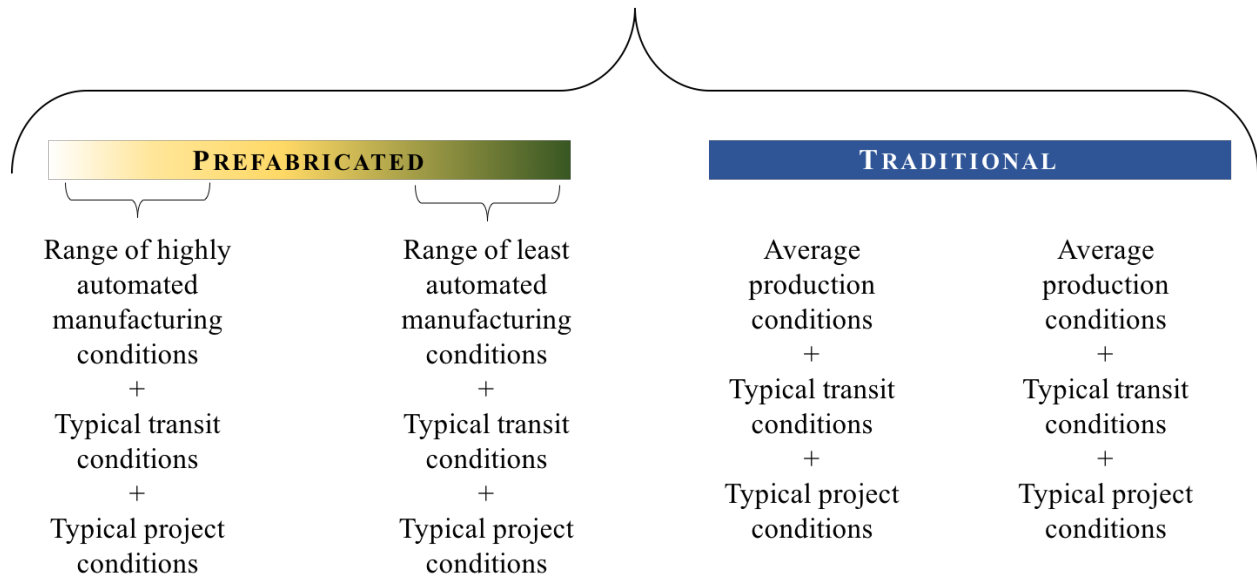 PREFABRICATED
TRADITIONAL
Range of highly
automated
manufacturing
conditions
+
Typical transit
conditions
+
Typical project
conditions
Range of least
automated
manufacturing
conditions
+
Typical transit
conditions
+
Typical project
conditions
Average
production
conditions
+
Typical transit
conditions
+
Typical project
conditions
Average
production
conditions
+
Typical transit
conditions
+
Typical project
conditions